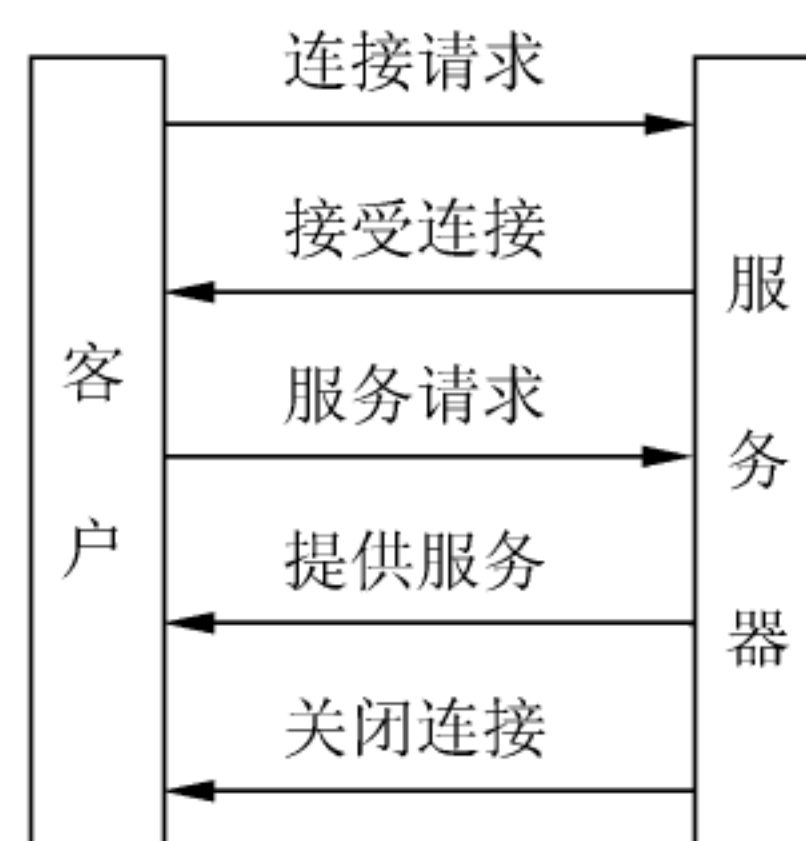 连接请求
接受连接
服务请求
提供服务
关闭连接
客户
服务器